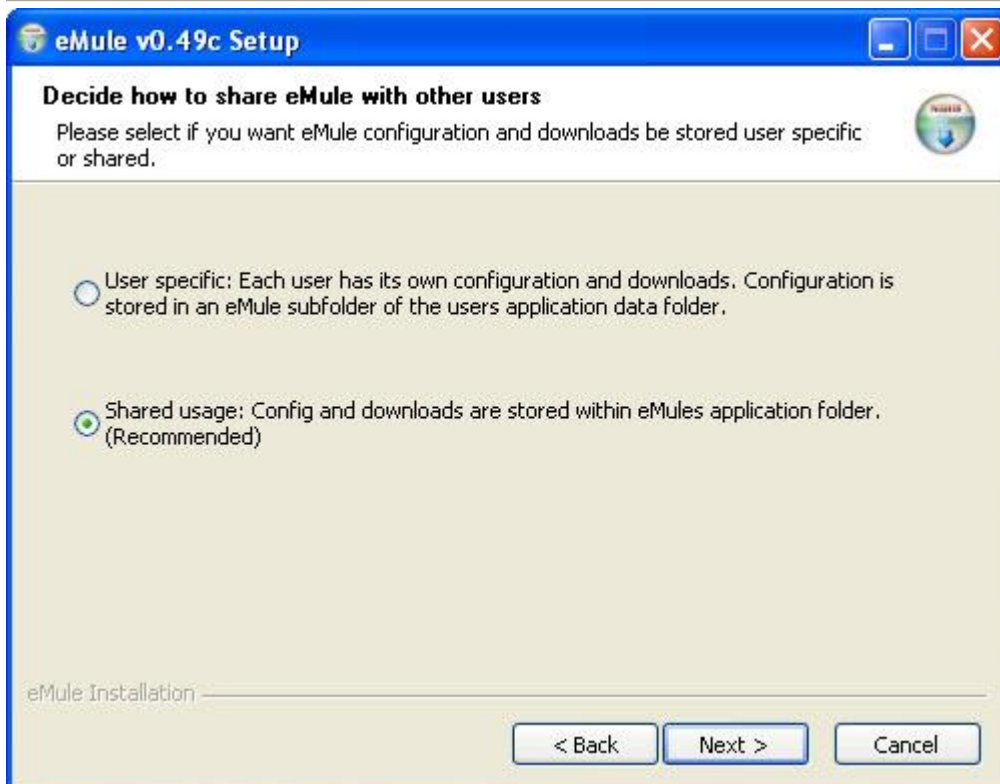 eMule v0.49c Setup
Decide how to share eMule with other users
Please select if you want eMule configuration and downloads be stored user specific
or shared.
User specific: Each user has its own configuration and downloads. Configuration is
stored in an eMule subfolder of the users application data folder.
Shared usage: Config and downloads are stored within eMules application folder.
(Recommended)
eMule Installation
< Back
Next >
Cancel